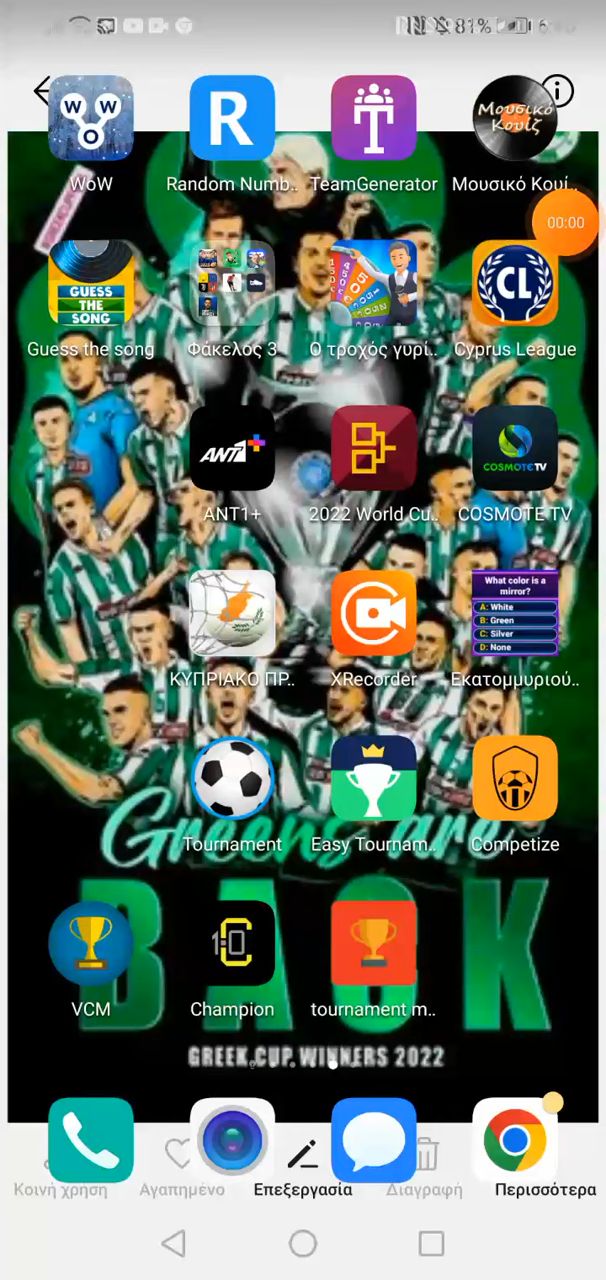 81%
WoW
Random Numb..
TeamGenerator
Μουσικό Κουίζ
Μουσικό Κουί..
00:00
GUESS
THE
SONG
Guess the song
Φάκελος 3
Ο τροχός γυρί..
CL
Cyprus League
ANT1+
ANT1+
2022 World Cu..
COSMOTE TV
COSMOTE TV
What color is a
mirror?
A: White
B: Green
C: Silver
D: None
ΚΥΠΡΙΑΚΟ ΠΡ..
XRecorder
Εκατομμυριού..
Tournament
Easy Tournam..
Competize
Greens are
BACK
VCM
Champion
tournament m..
GREEK CUP WINNERS 2022
Κοινή χρήση
Αγαπημένο
Επεξεργασία
Διαγραφή
Περισσότερα